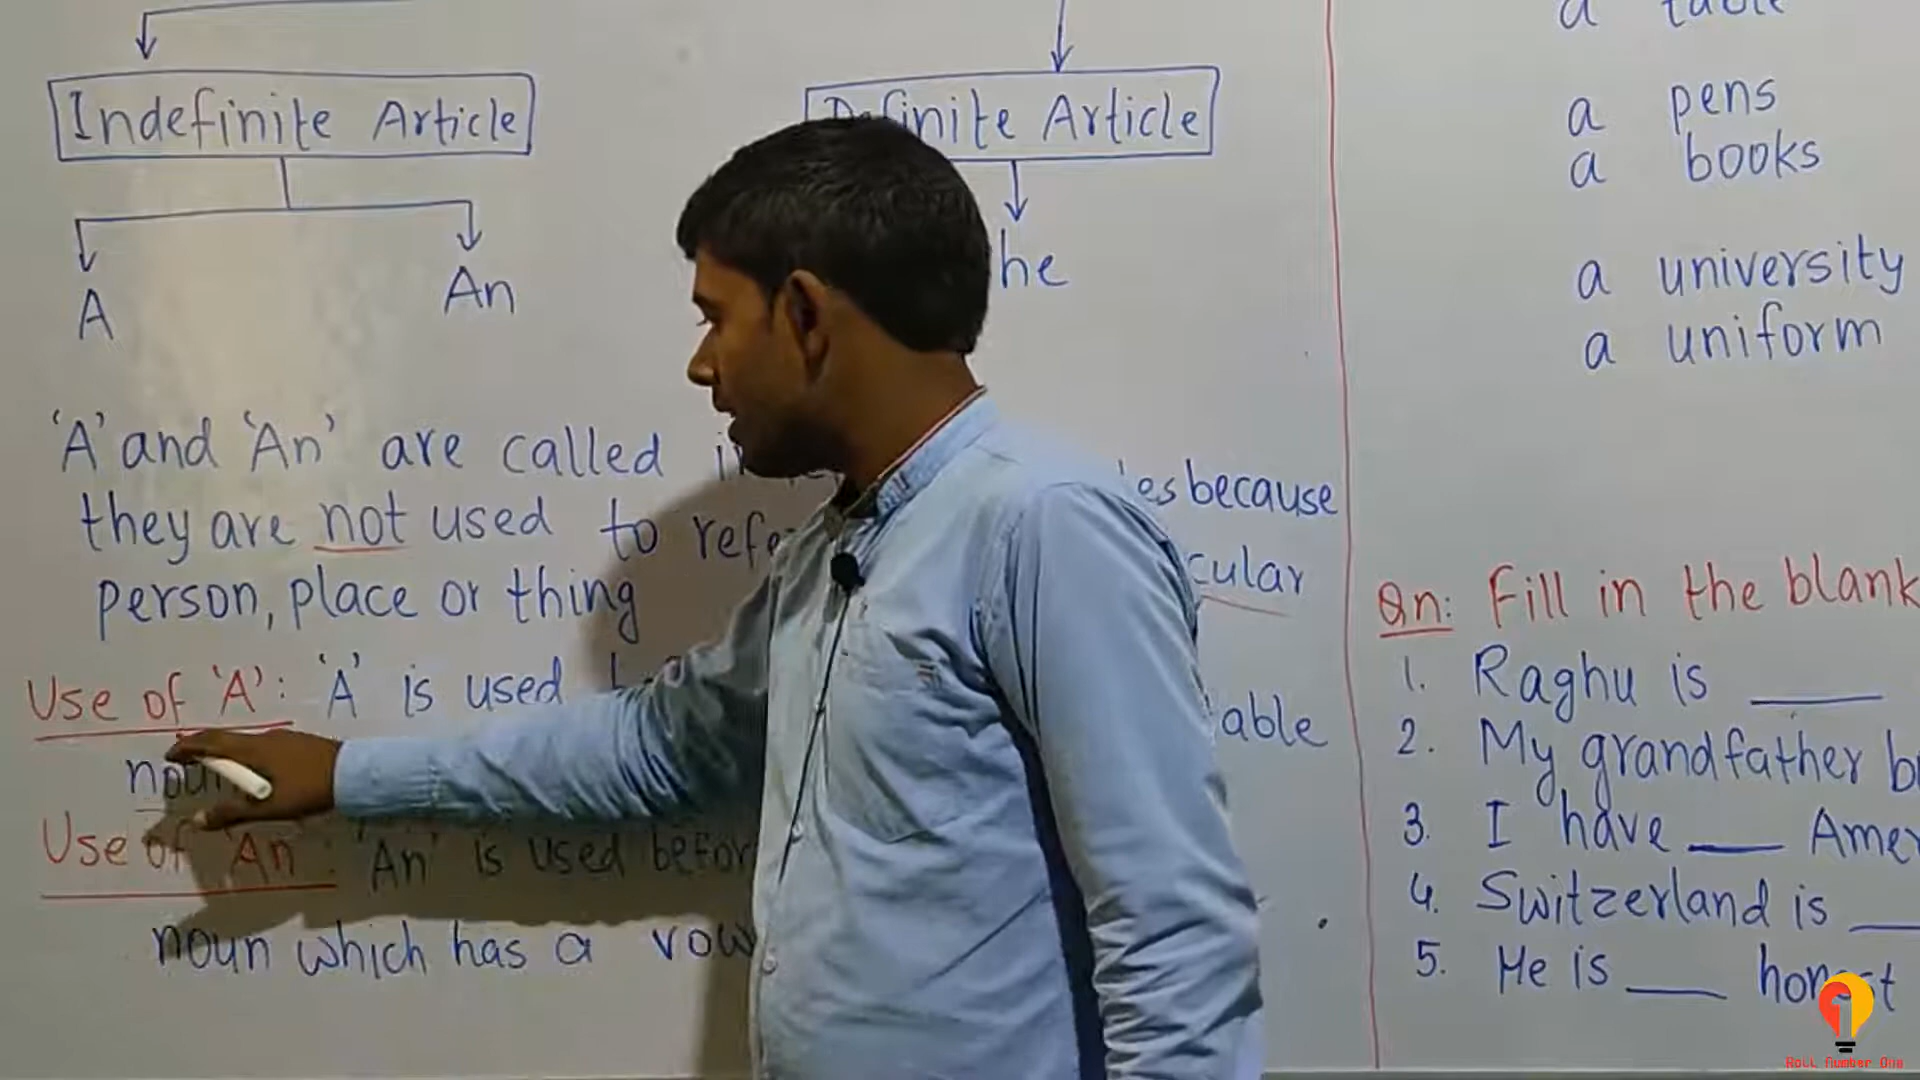 Indefinite Article
A
An
Definite Article
he
'A' and 'An' are called
es because
they are not used to refe
cular
person, place or thing
Use of 'A': 'A' is used
able
noun
Use of 'An': 'An' is used befor
noun which has a vow
a table
a pens
a books
a university
a uniform
Qn: Fill in the blank
1. Raghu is ____
2. My grandfather b
3. I have ___ Amer
4. Switzerland is ___
5. He is ___ honest
Roll Number One